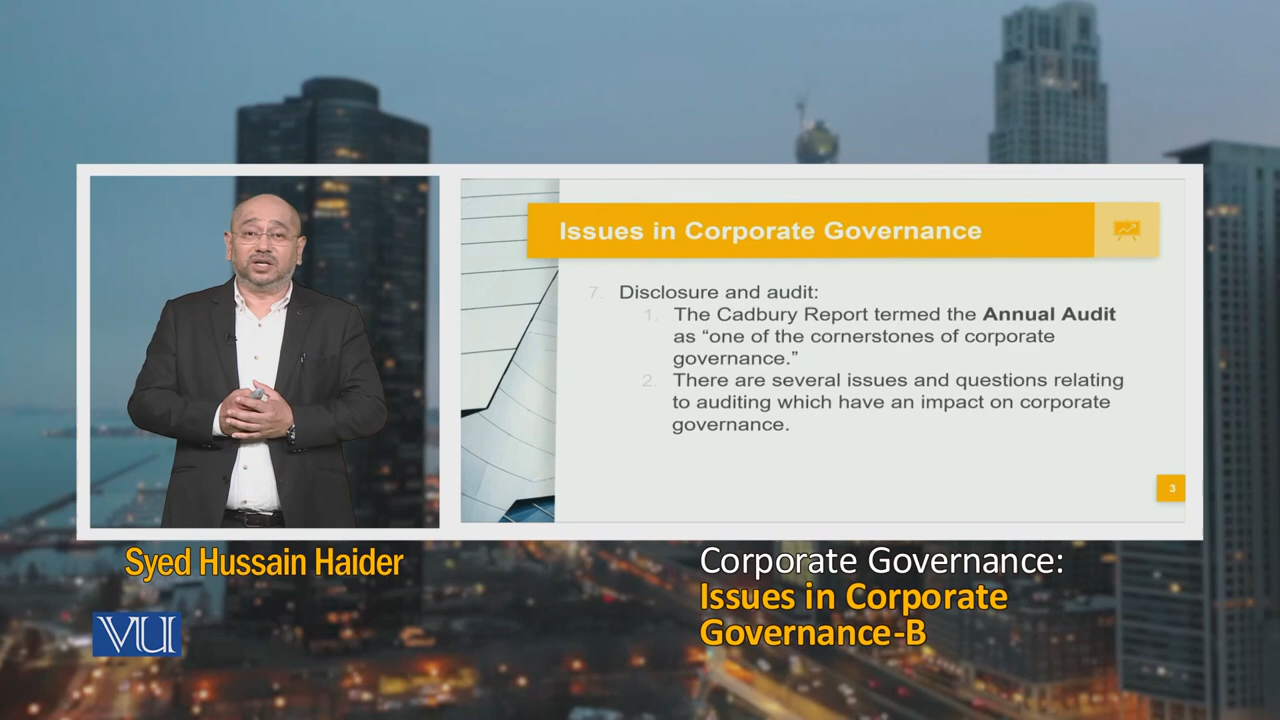 Issues in Corporate Governance
7. Disclosure and audit:
1. The Cadbury Report termed the Annual Audit
as “one of the cornerstones of corporate
governance.”
2. There are several issues and questions relating
to auditing which have an impact on corporate
governance.
3
Syed Hussain Haider
VU
Corporate Governance:
Issues in Corporate
Governance-B